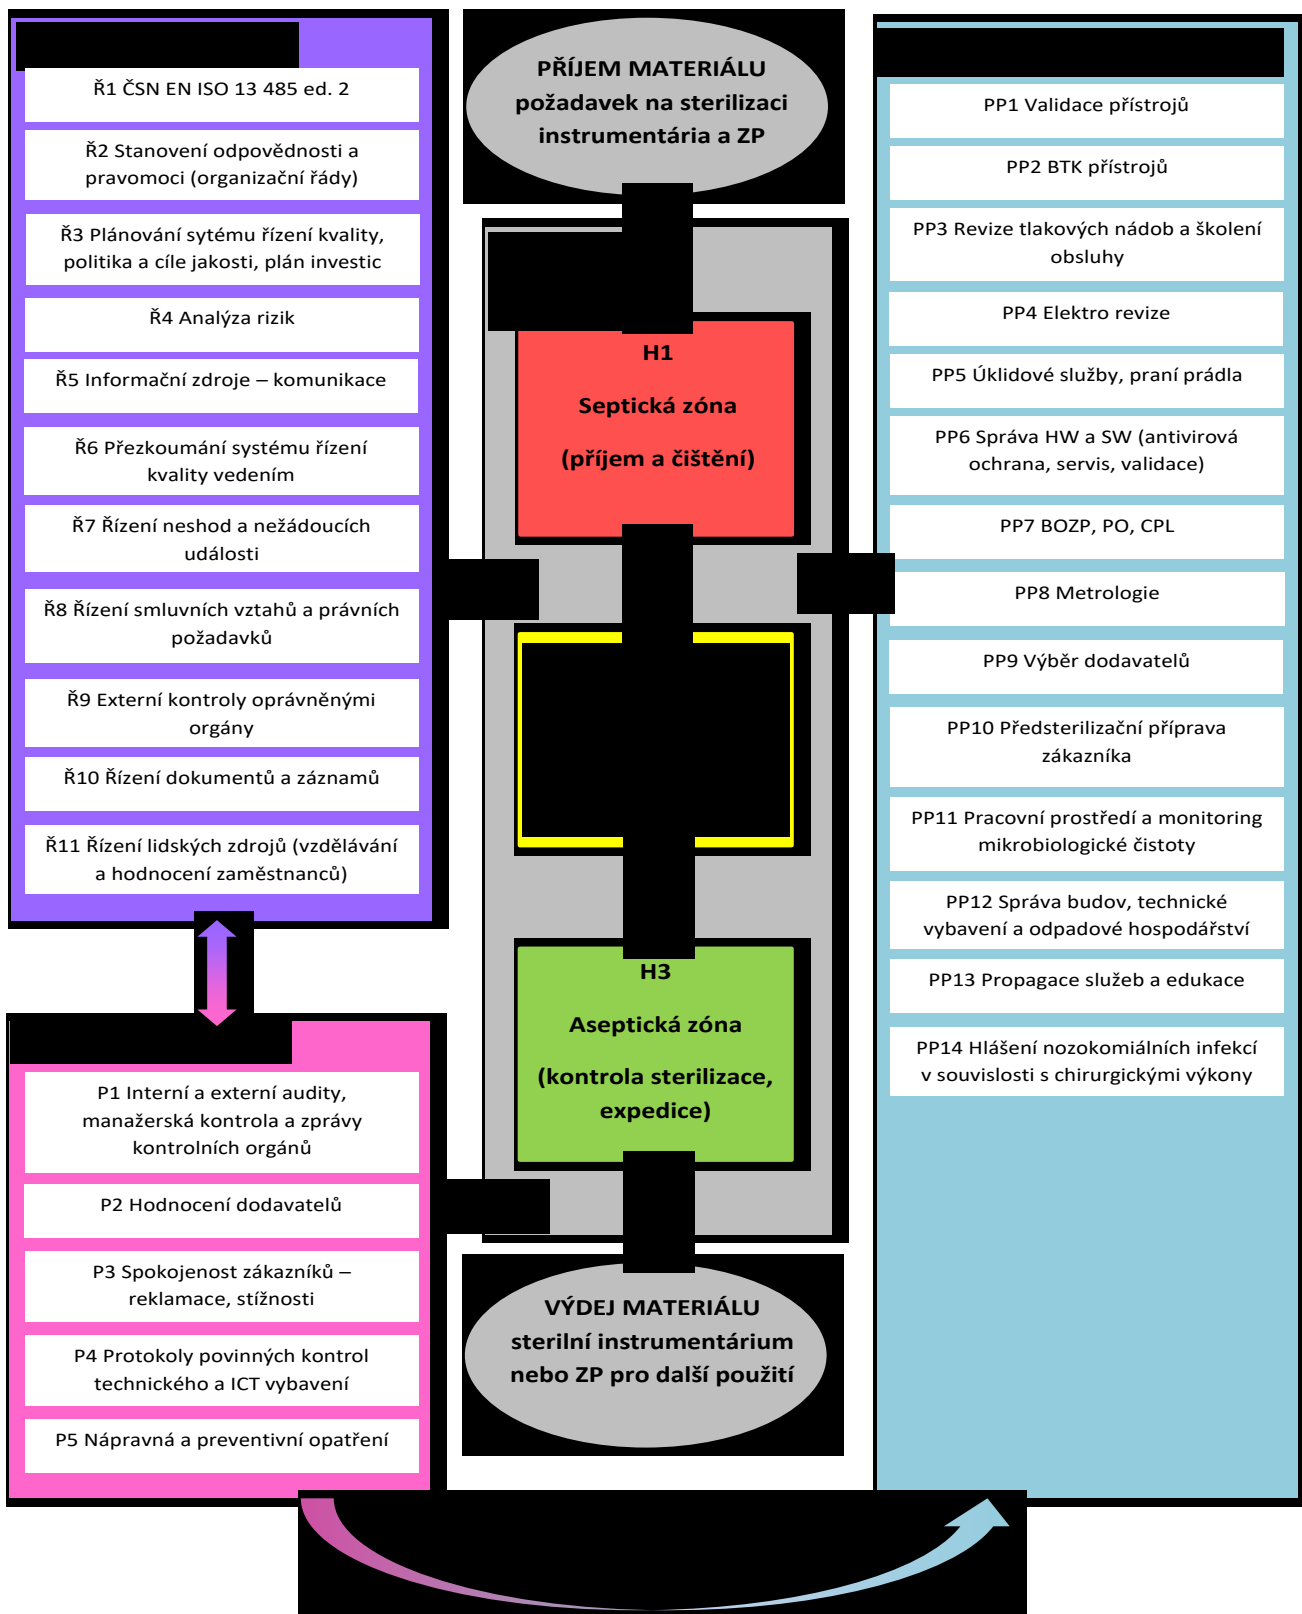 Ř1 ČSN EN ISO 13 485 ed. 2
Ř2 Stanovení odpovědnosti a
pravomoci (organizační řády)
Ř3 Plánování sytému řízení kvality,
politika a cíle jakosti, plán investic
Ř4 Analýza rizik
Ř5 Informační zdroje – komunikace
Ř6 Přezkoumání systému řízení
kvality vedením
Ř7 Řízení neshod a nežádoucích
události
Ř8 Řízení smluvních vztahů a právních
požadavků
Ř9 Externí kontroly oprávněnými
orgány
Ř10 Řízení dokumentů a záznamů
Ř11 Řízení lidských zdrojů (vzdělávání
a hodnocení zaměstnanců)
P1 Interní a externí audity,
manažerská kontrola a zprávy
kontrolních orgánů
P2 Hodnocení dodavatelů
P3 Spokojenost zákazníků –
reklamace, stížnosti
P4 Protokoly povinných kontrol
technického a ICT vybavení
P5 Nápravná a preventivní opatření
PŘÍJEM MATERIÁLU
požadavek na sterilizaci
instrumentária a ZP
H1
Septická zóna
(příjem a čištění)
H3
Aseptická zóna
(kontrola sterilizace,
expedice)
VÝDEJ MATERIÁLU
sterilní instrumentárium
nebo ZP pro další použití
PP1 Validace přístrojů
PP2 BTK přístrojů
PP3 Revize tlakových nádob a školení
obsluhy
PP4 Elektro revize
PP5 Úklidové služby, praní prádla
PP6 Správa HW a SW (antivirová
ochrana, servis, validace)
PP7 BOZP, PO, CPL
PP8 Metrologie
PP9 Výběr dodavatelů
PP10 Předsterilizační příprava
zákazníka
PP11 Pracovní prostředí a monitoring
mikrobiologické čistoty
PP12 Správa budov, technické
vybavení a odpadové hospodářství
PP13 Propagace služeb a edukace
PP14 Hlášení nozokomiálních infekcí
v souvislosti s chirurgickými výkony